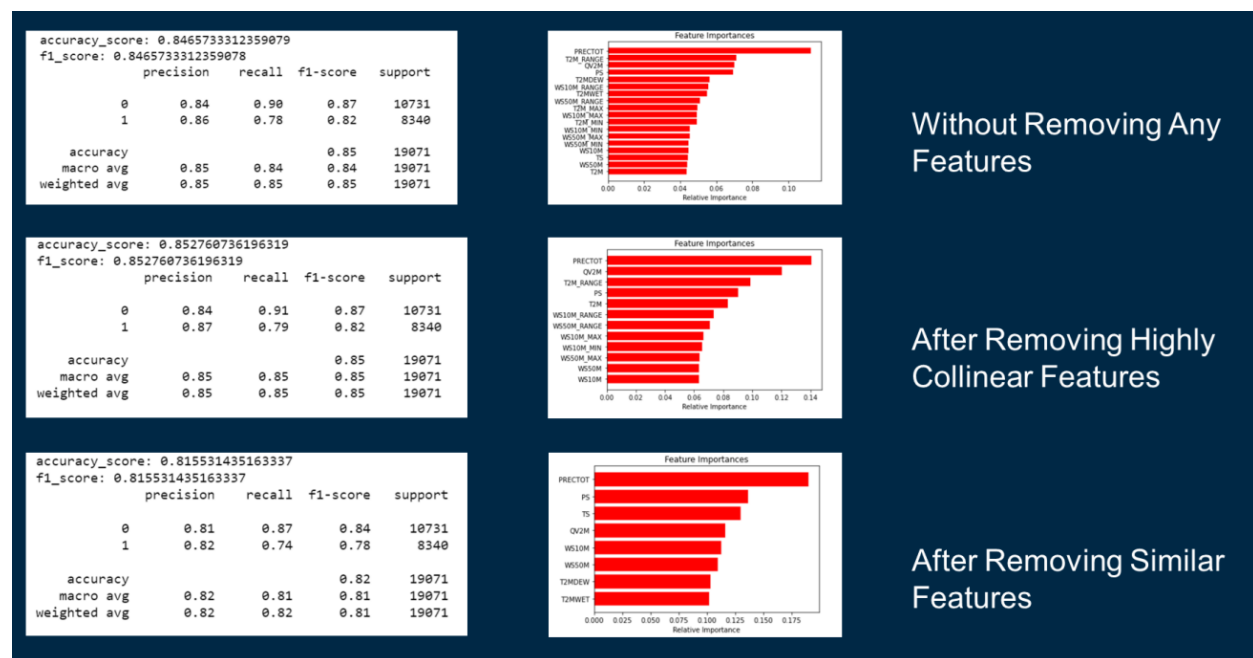 accuracy_score: 0.8465733312359079
f1_score: 0.8465733312359078
precision recall f1-score support
0 0.84 0.90 0.87 10731
1 0.86 0.78 0.82 8340
accuracy 0.85 19071
macro avg 0.85 0.84 0.84 19071
weighted avg 0.85 0.85 0.85 19071
Feature Importances
PRECTOT
T2M_RANGE
QV2M
PS
T2MDEW
WS10M_RANGE
T2MWET
WS50M_RANGE
T2M_MAX
WS10M_MAX
T2M_MIN
WS10M_MIN
WS50M_MAX
WS50M_MIN
WS10M
TS
WS50M
T2M
0.00 0.02 0.04 0.06 0.08 0.10
Relative Importance
Without Removing Any
Features
accuracy_score: 0.852760736196319
f1_score: 0.852760736196319
precision recall f1-score support
0 0.84 0.91 0.87 10731
1 0.87 0.79 0.82 8340
accuracy 0.85 19071
macro avg 0.85 0.85 0.85 19071
weighted avg 0.85 0.85 0.85 19071
Feature Importances
PRECTOT
QV2M
T2M_RANGE
PS
T2M
WS10M_RANGE
WS50M_RANGE
WS10M_MAX
WS10M_MIN
WS50M_MAX
WS50M
WS10M
0.00 0.02 0.04 0.06 0.08 0.10 0.12 0.14
Relative Importance
After Removing Highly
Collinear Features
accuracy_score: 0.815531435163337
f1_score: 0.815531435163337
precision recall f1-score support
0 0.81 0.87 0.84 10731
1 0.82 0.74 0.78 8340
accuracy 0.82 19071
macro avg 0.82 0.81 0.81 19071
weighted avg 0.82 0.82 0.81 19071
Feature Importances
PRECTOT
PS
TS
QV2M
WS10M
WS50M
T2MDEW
T2MWET
0.000 0.025 0.050 0.075 0.100 0.125 0.150 0.175
Relative Importance
After Removing Similar
Features